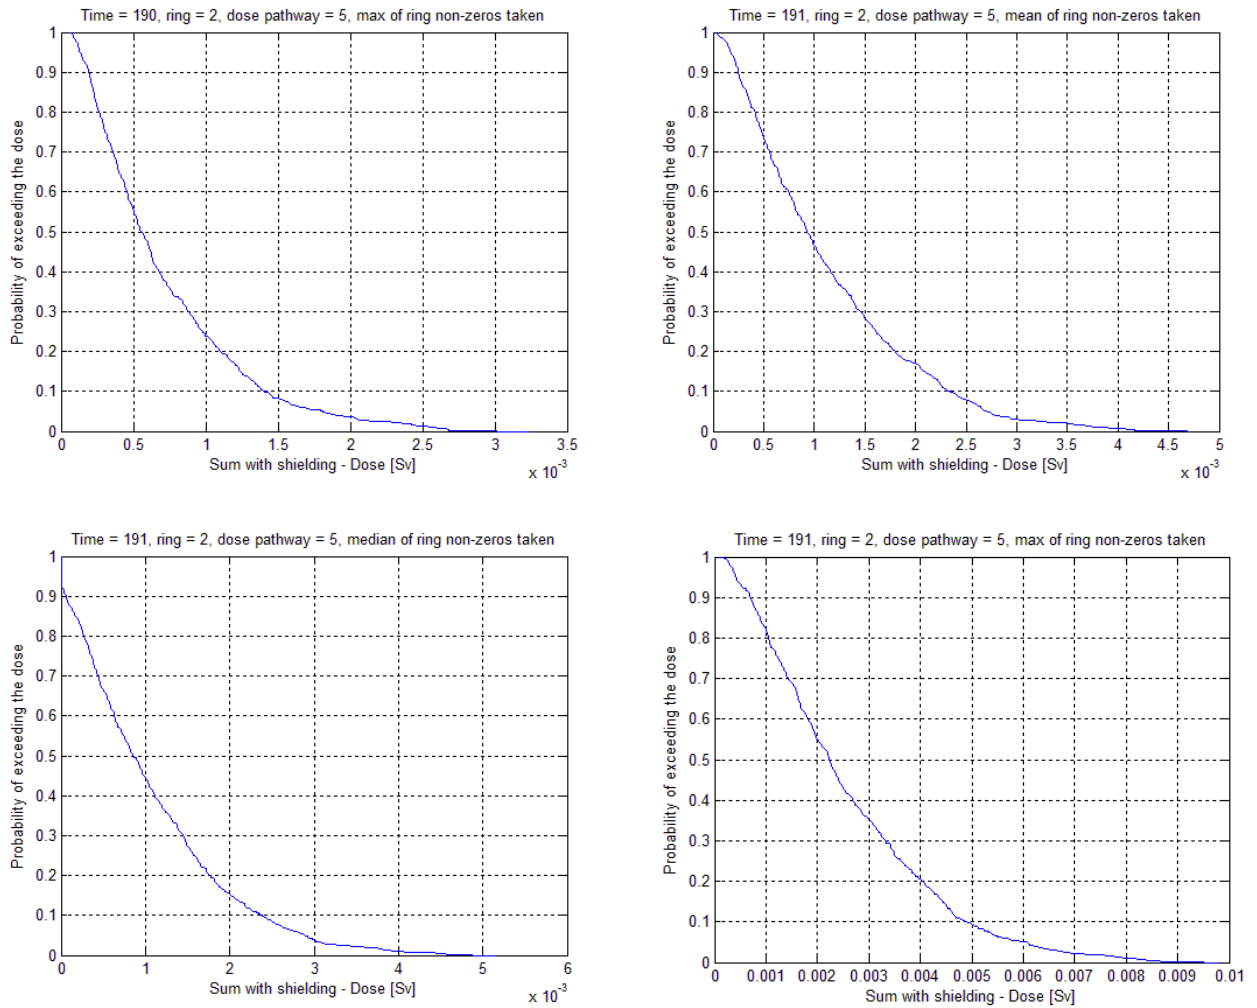 Time = 190, ring = 2, dose pathway = 5, max of ring non-zeros taken
1
0.9
0.8
0.7
0.6
0.5
0.4
0.3
0.2
0.1
0
Probability of exceeding the dose
0 0.5 1 1.5 2 2.5 3 3.5
Sum with shielding - Dose [Sv]
x 10-3
Time = 191, ring = 2, dose pathway = 5, mean of ring non-zeros taken
1
0.9
0.8
0.7
0.6
0.5
0.4
0.3
0.2
0.1
0
Probability of exceeding the dose
0 0.5 1 1.5 2 2.5 3 3.5 4 4.5 5
Sum with shielding - Dose [Sv]
x 10-3
Time = 191, ring = 2, dose pathway = 5, median of ring non-zeros taken
1
0.9
0.8
0.7
0.6
0.5
0.4
0.3
0.2
0.1
0
Probability of exceeding the dose
0 1 2 3 4 5 6
Sum with shielding - Dose [Sv]
x 10-3
Time = 191, ring = 2, dose pathway = 5, max of ring non-zeros taken
1
0.9
0.8
0.7
0.6
0.5
0.4
0.3
0.2
0.1
0
Probability of exceeding the dose
0 0.001 0.002 0.003 0.004 0.005 0.006 0.007 0.008 0.009 0.01
Sum with shielding - Dose [Sv]